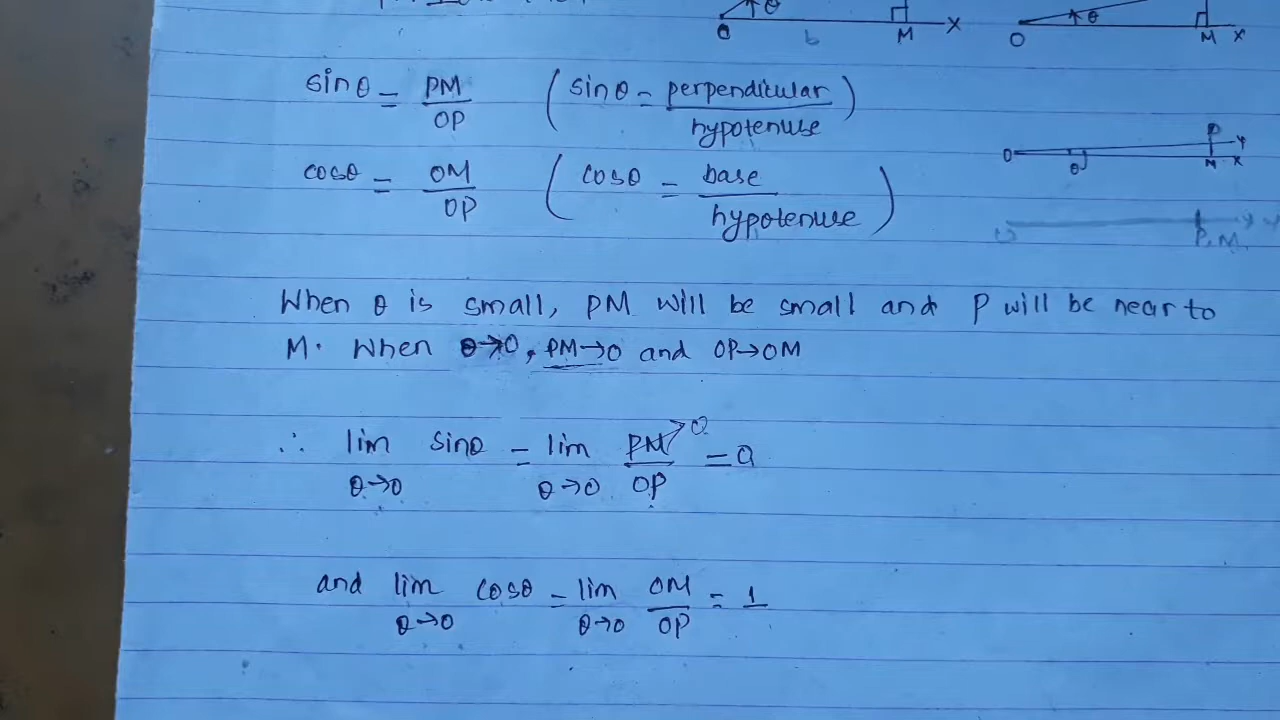 θ
O b M X
θ
O M X
sinθ = PM/OP (sinθ = perpendicular/hypotenuse)
P
O θ M X Y
cosθ = OM/OP (cosθ = base/hypotenuse)
O P, M
When θ is small, PM will be small and P will be near to
M. When θ→0, PM→0 and OP→OM
∴ lim θ→0 sinθ = lim θ→0 PM/OP = 0
and lim θ→0 cosθ = lim θ→0 OM/OP = 1